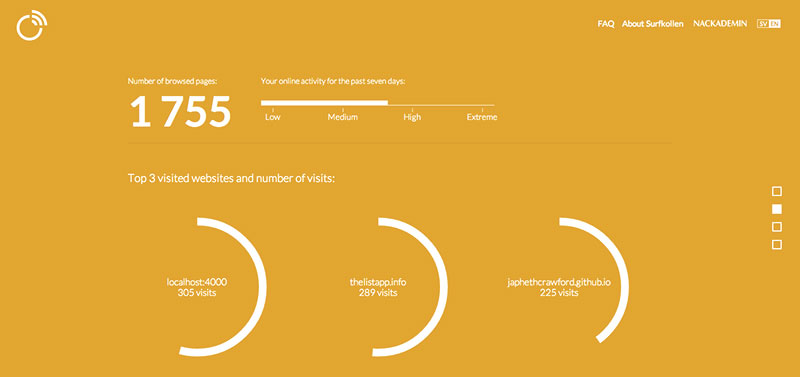 FAQ About Surfkollen NACKADEMIN SV EN
Number of browsed pages:
1 755
Your online activity for the past seven days:
Low Medium High Extreme
Top 3 visited websites and number of visits:
localhost:4000
305 visits
thelistapp.info
289 visits
japhethcrawford.github.io
225 visits